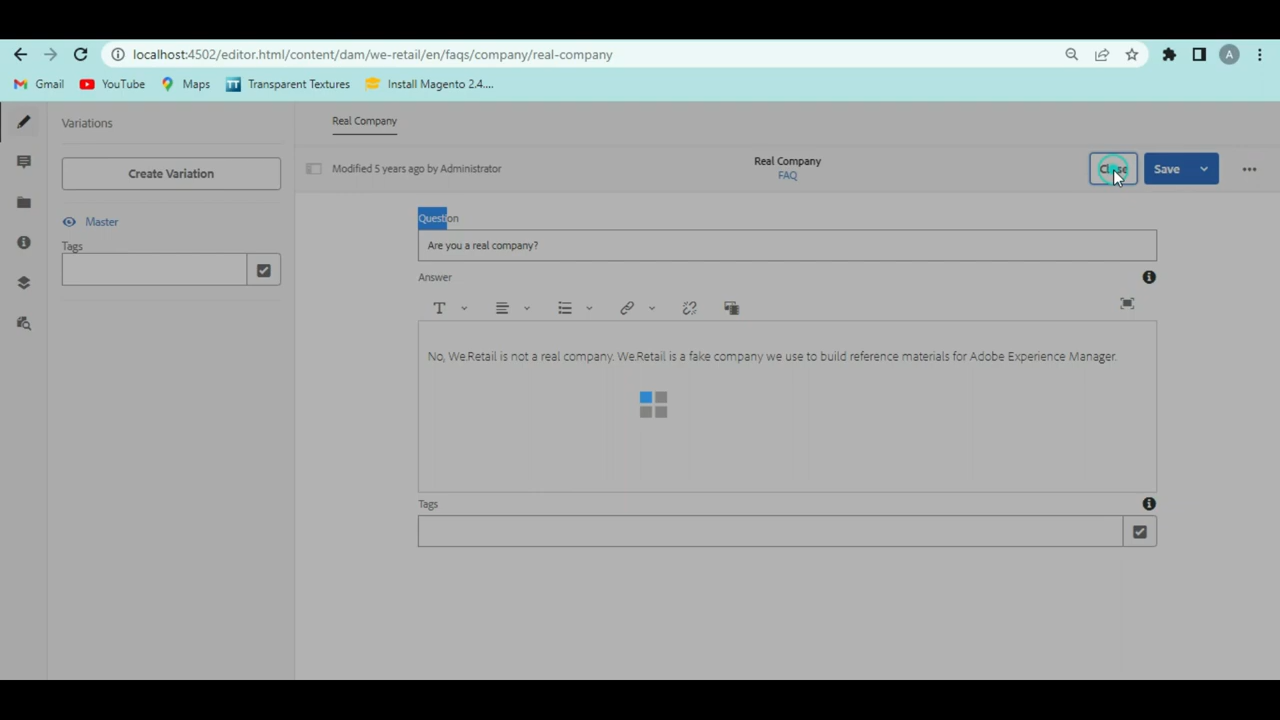 localhost:4502/editor.html/content/dam/we-retail/en/faqs/company/real-company
A
Gmail
YouTube
Maps
Transparent Textures
Install Magento 2.4....
Variations
Real Company
Create Variation
Modified 5 years ago by Administrator
Real Company
FAQ
Close
Save
Master
Tags
Question
Are you a real company?
Answer
T
No, We.Retail is not a real company. We.Retail is a fake company we use to build reference materials for Adobe Experience Manager.
Tags